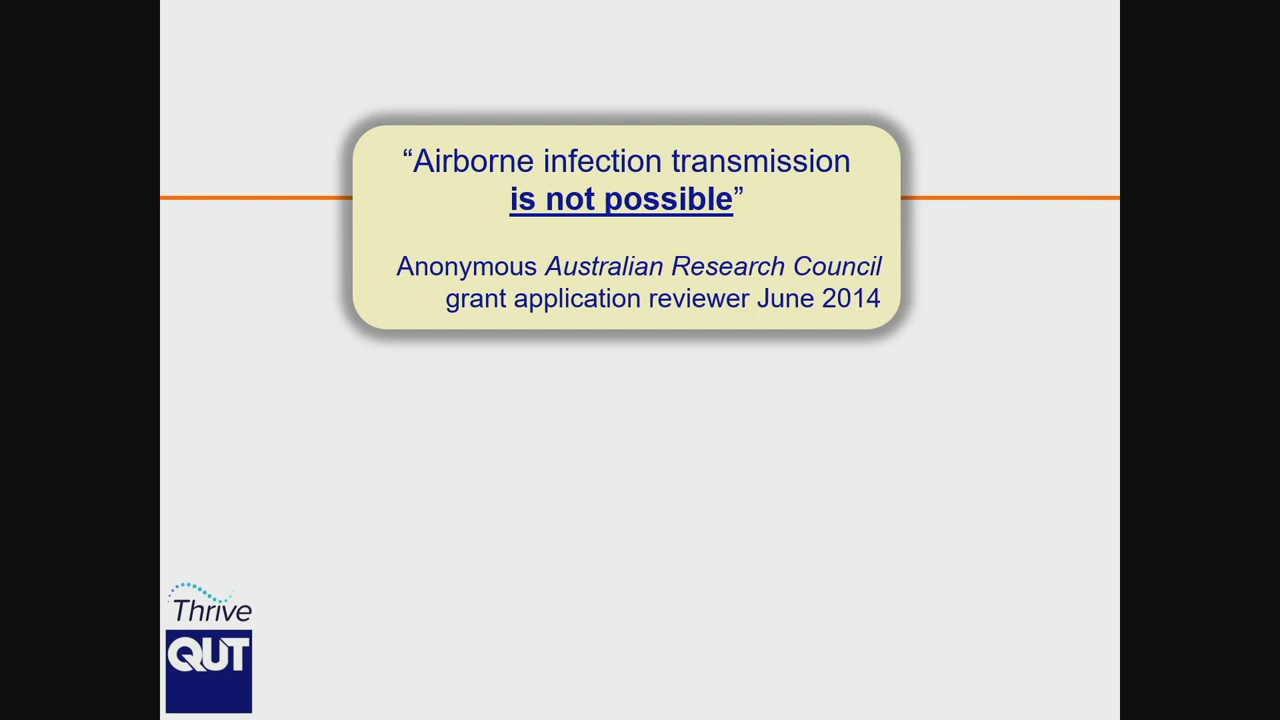 “Airborne infection transmission
is not possible”
Anonymous Australian Research Council
grant application reviewer June 2014
Thrive
QUT